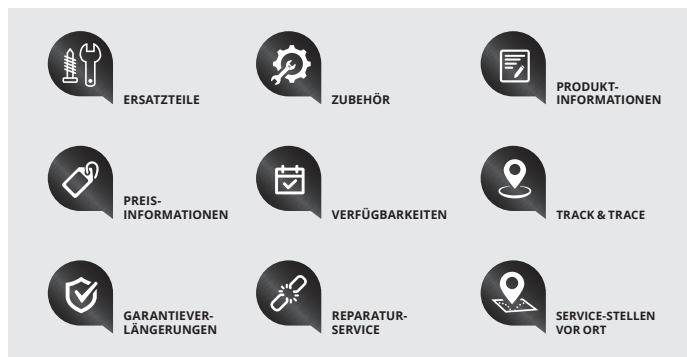 ERSATZTEILE
ZUBEHÖR
PRODUKT-
INFORMATIONEN
PREIS-
INFORMATIONEN
VERFÜGBARKEITEN
TRACK & TRACE
GARANTIEVER-
LÄNGERUNGEN
REPARATUR-
SERVICE
SERVICE-STELLEN
VOR ORT